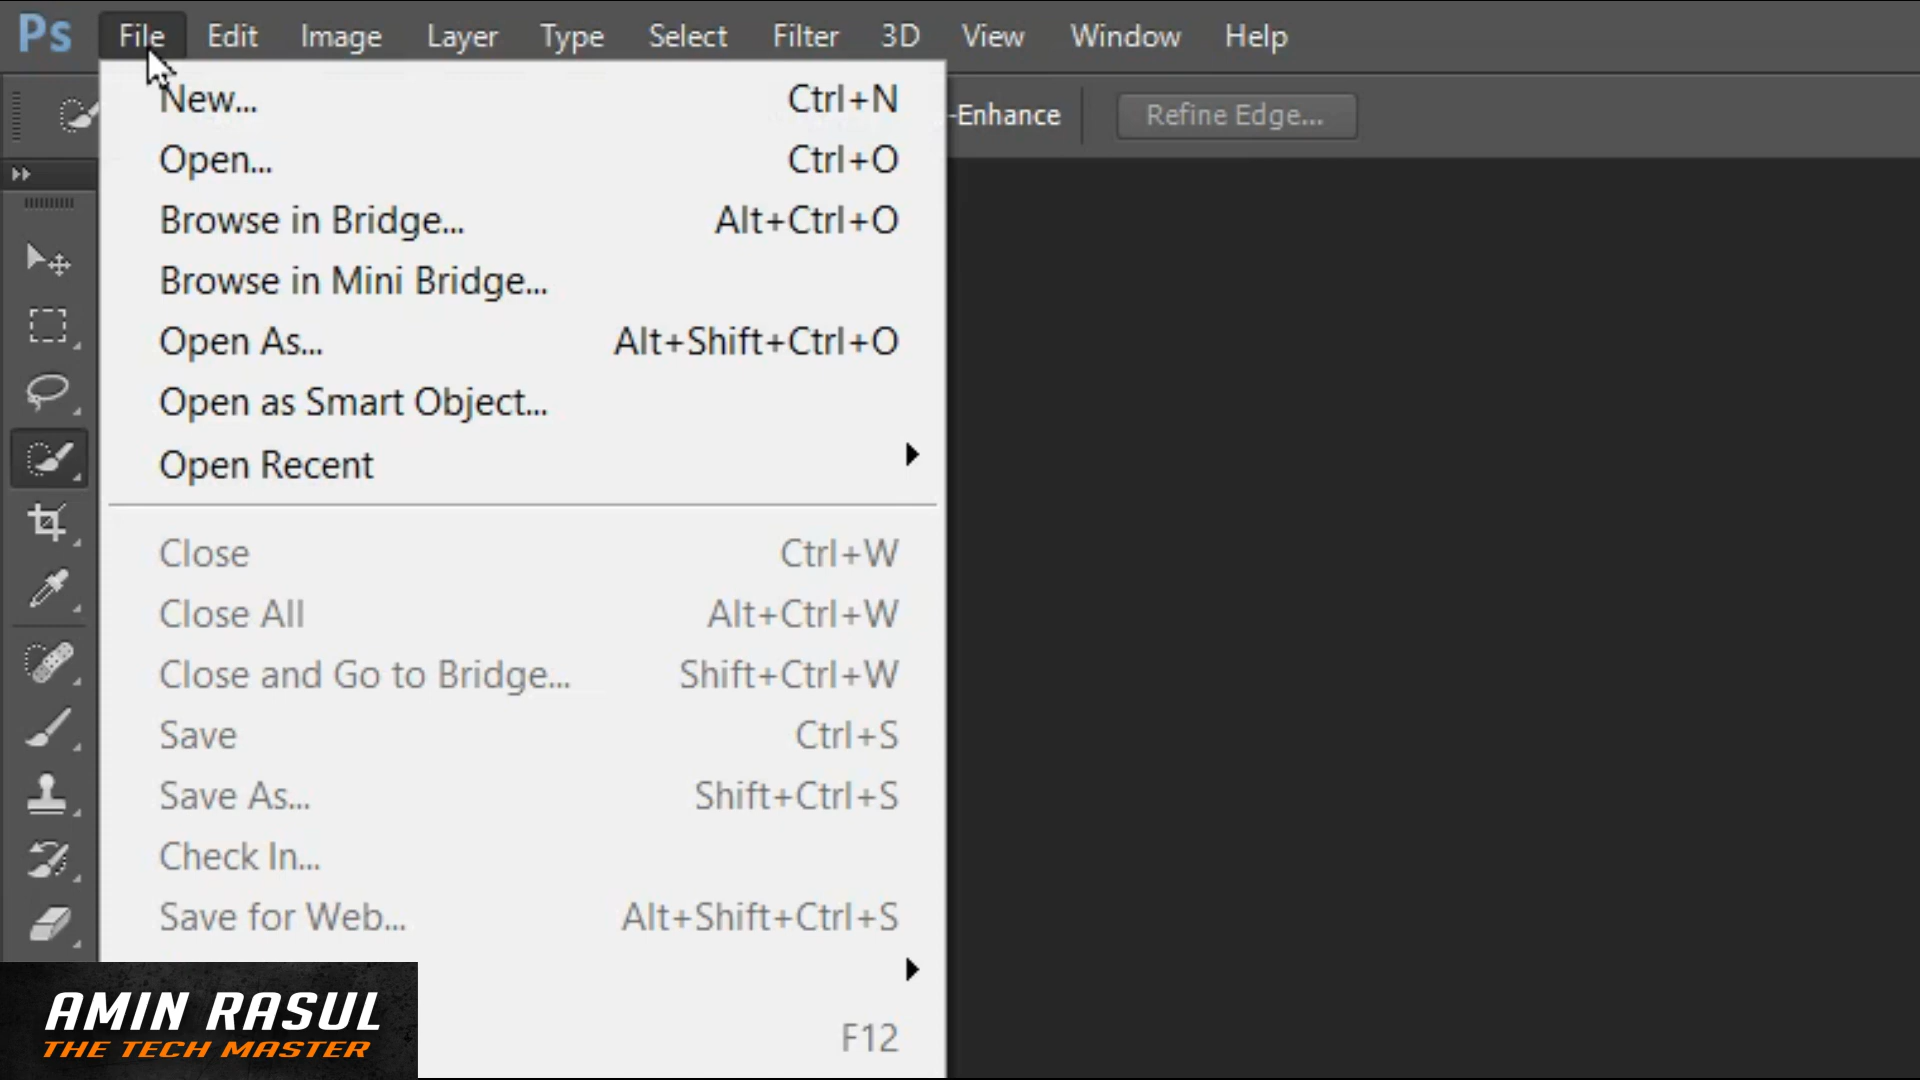 Ps File Edit Image Layer Type Select Filter 3D View Window Help
-Enhance Refine Edge...
New... Ctrl+N
Open... Ctrl+O
Browse in Bridge... Alt+Ctrl+O
Browse in Mini Bridge...
Open As... Alt+Shift+Ctrl+O
Open as Smart Object...
Open Recent
Close Ctrl+W
Close All Alt+Ctrl+W
Close and Go to Bridge... Shift+Ctrl+W
Save Ctrl+S
Save As... Shift+Ctrl+S
Check In...
Save for Web... Alt+Shift+Ctrl+S
F12
AMIN RASUL
THE TECH MASTER